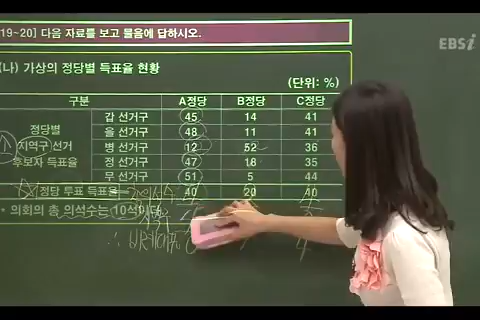 19~20] 다음 자료를 보고 물음에 답하시오.
EBSi
(나) 가상의 정당별 득표율 현황
(단위: %)
구분 A정당 B정당 C정당
정당별 지역구 선거 후보자 득표율
갑 선거구 45 14 41
을 선거구 48 11 41
병 선거구 12 52 36
정 선거구 47 18 35
무 선거구 51 5 44
정당 투표 득표율 40 20 40
• 의회의 총 의석수는 10석이다.